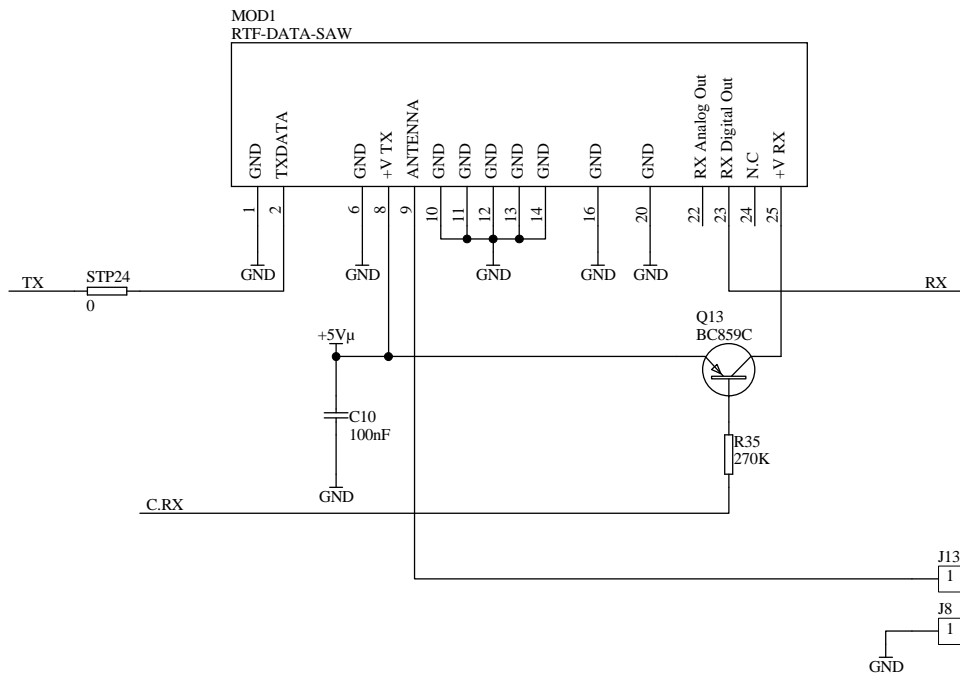 MOD1
RTF-DATA-SAW
GND
TXDATA
GND
+V TX
ANTENNA
GND
GND
GND
GND
GND
GND
GND
RX Analog Out
RX Digital Out
N.C
+V RX
1
2
6
8
9
10
11
12
13
14
16
20
22
23
24
25
GND
GND
GND
GND
GND
TX
STP24
0
RX
+5Vµ
Q13
BC859C
C10
100nF
R35
270K
GND
C.RX
J13
1
J8
1
GND